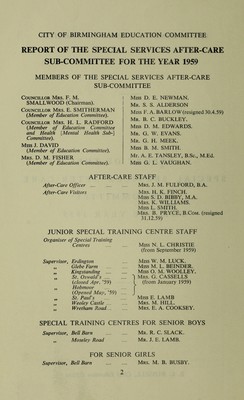 CITY OF BIRMINGHAM EDUCATION COMMITTEE
REPORT OF THE SPECIAL SERVICES AFTER-CARE
SUB-COMMITTEE FOR THE YEAR 1959
MEMBERS OF THE SPECIAL SERVICES AFTER-CARE
SUB-COMMITTEE
COUNCILLOR MRS. F. M.
SMALLWOOD (Chairman).
COUNCILLOR MRS. E. SMITHERMAN
(Member of Education Committee).
COUNCILLOR MRS. H. L. RADFORD
(Member of Education Committee
and Health [Mental Health Sub]
Committee).
MISS J. DAVID
(Member of Education Committee).
MRS. D. M. FISHER
(Member of Education Committee).
MISS D. E. NEWMAN.
MR. S. S. ALDERSON
MISS F. A. BARLOW (resigned 30.4.59)
MR. B. C. BUCKLEY.
MISS D. M. EDWARDS.
MR. G. W. EVANS.
MR. G. H. MEEK.
MISS B. M. SMITH.
MR. A. E. TANSLEY, B.Sc., M.Ed.
MISS G. L. VAUGHAN.
AFTER-CARE STAFF
After-Care Officer ... MRS. J. M. FULFORD, B.A.
After-Care Visitors ... MRS. H. K. FINCH.
MISS S. D. BIBBY, M.A.
MISS K. WILLIAMS.
MISS L. SMITH.
MRS. B. PRYCE, B.Com. (resigned
31.12.59)
JUNIOR SPECIAL TRAINING CENTRE STAFF
Organiser of Special Training
Centres ... MISS N. L. CHRISTIE
(from September 1959)
Supervisor, Erdington ... MISS W. M. LUCK.
„ Glebe Farm ... MISS M. L. BEINDER.
„ Kingstanding ... MISS O. M. WOOLLEY.
„ St. Oswald's ... MRS. G. CASSELLS
(closed Apr. '59) (from January 1959)
„ Helsmoor
(Opened May, '59)
„ St. Paul's ... MISS E. LAMB
„ Weoley Castle ... MRS. M. HILL.
„ Wretham Road ... MRS. E. A. COOKSEY.
SPECIAL TRAINING CENTRES FOR SENIOR BOYS
Supervisor, Bell Barn ... MR. R. C. SLACK.
„ Moseley Road ... MR. J. E. LAMB.
FOR SENIOR GIRLS
Supervisor, Bell Barn ... MRS. M. B. BUSBY.
2